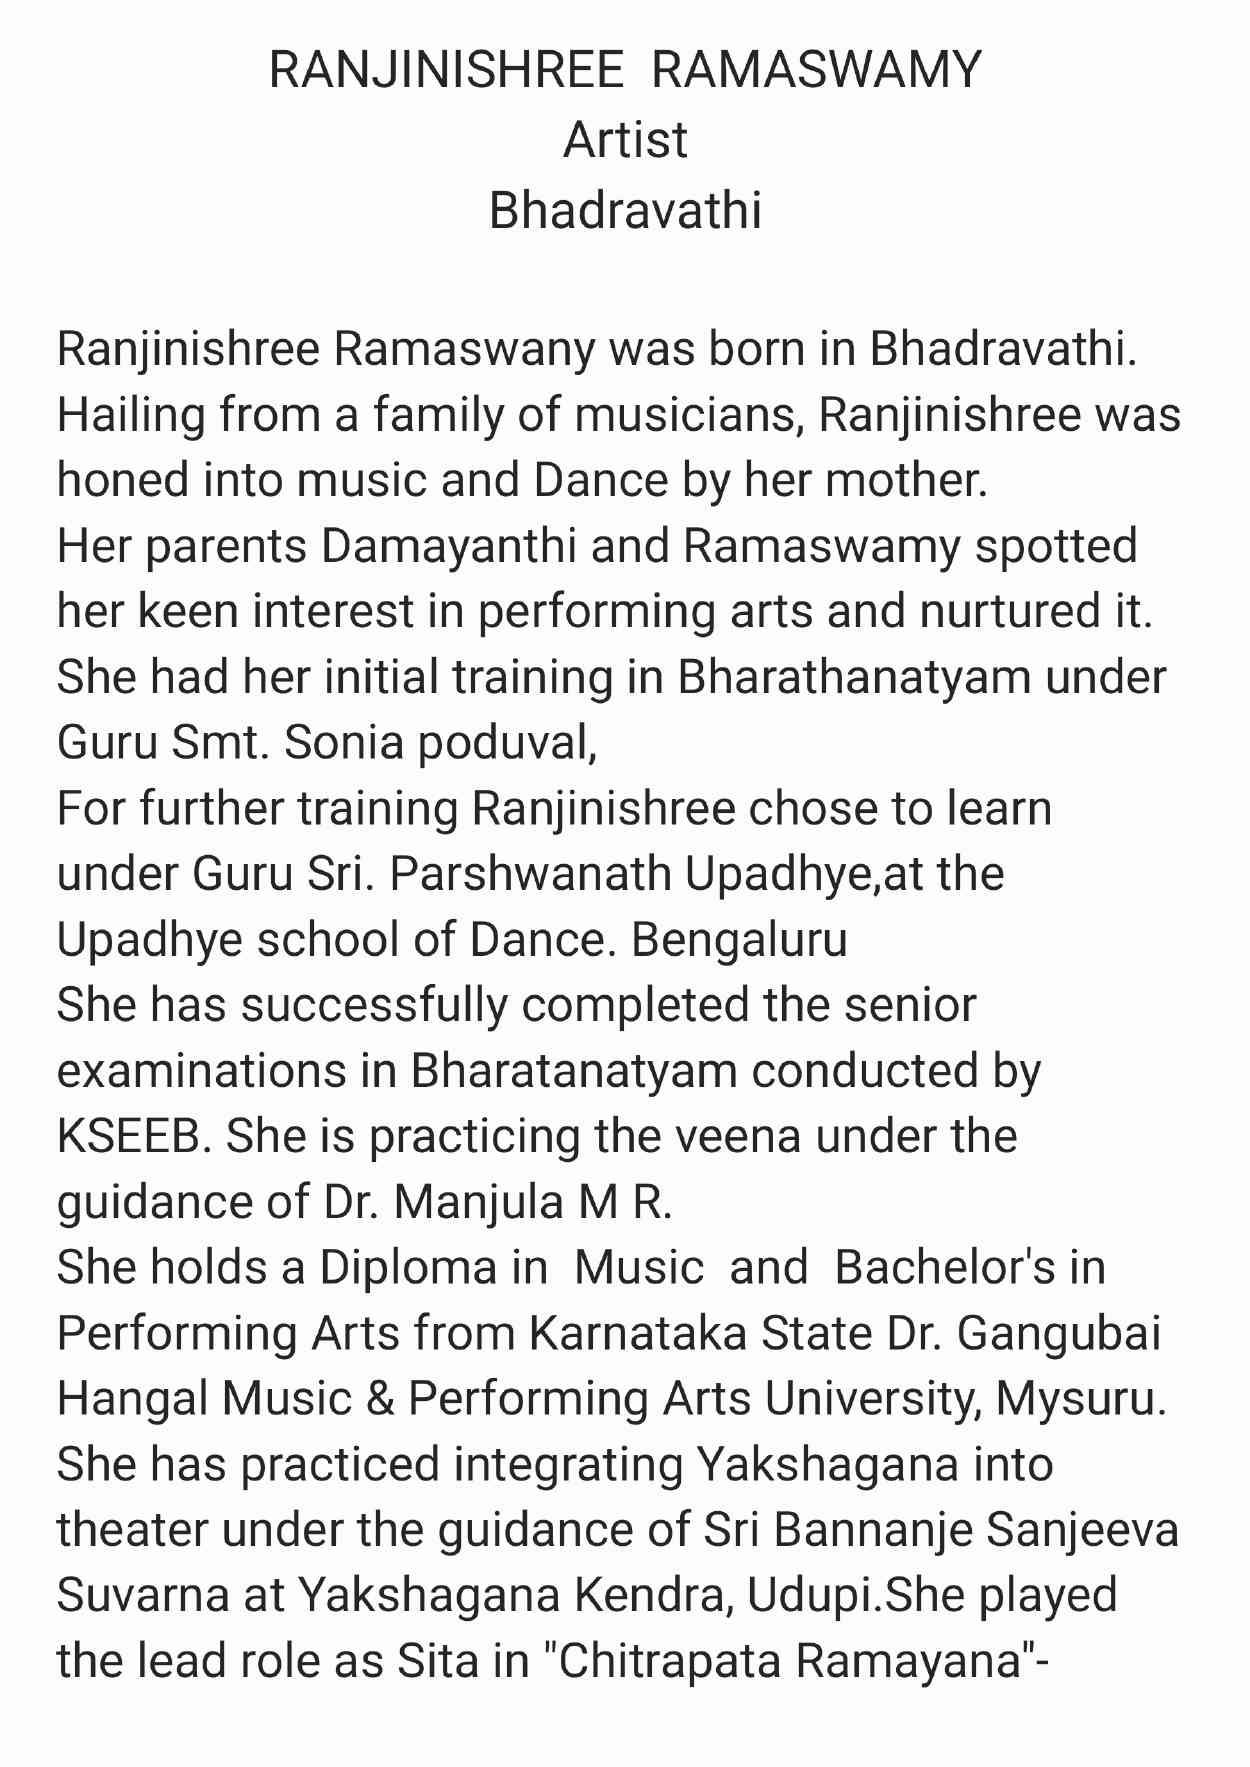 RANJINISHREE  RAMASWAMY
Artist
Bhadravathi
Ranjinishree Ramaswany was born in Bhadravathi.
Hailing from a family of musicians, Ranjinishree was
honed into music and Dance by her mother.
Her parents Damayanthi and Ramaswamy spotted
her keen interest in performing arts and nurtured it.
She had her initial training in Bharathanatyam under
Guru Smt. Sonia poduval,
For further training Ranjinishree chose to learn
under Guru Sri. Parshwanath Upadhye,at the
Upadhye school of Dance. Bengaluru
She has successfully completed the senior
examinations in Bharatanatyam conducted by
KSEEB. She is practicing the veena under the
guidance of Dr. Manjula M R.
She holds a Diploma in  Music  and  Bachelor's in
Performing Arts from Karnataka State Dr. Gangubai
Hangal Music & Performing Arts University, Mysuru.
She has practiced integrating Yakshagana into
theater under the guidance of Sri Bannanje Sanjeeva
Suvarna at Yakshagana Kendra, Udupi.She played
the lead role as Sita in "Chitrapata Ramayana"-